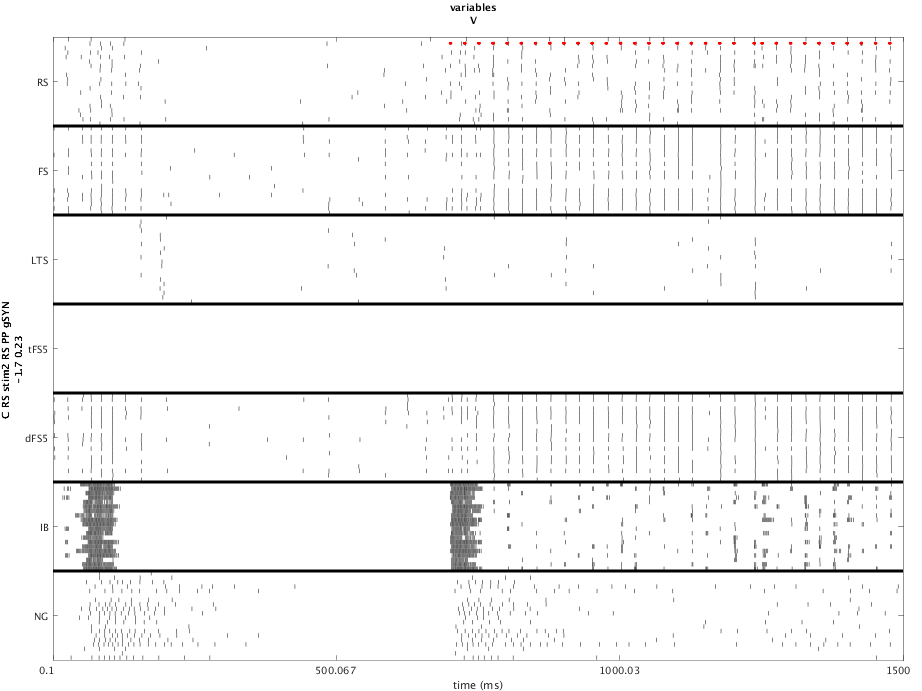 variables
V
C RS stim2 RS PP gSYN
-1.7 0.23
RS
FS
LTS
tFS5
dFS5
IB
NG
0.1 500.067 1000.03 1500
time (ms)